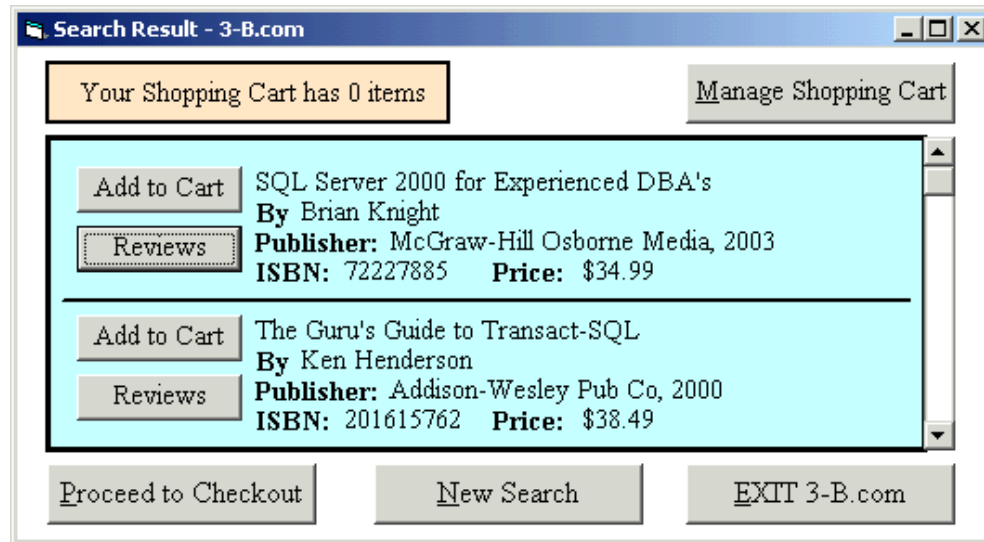 Search Result - 3-B.com
Your Shopping Cart has 0 items
Manage Shopping Cart
Add to Cart
SQL Server 2000 for Experienced DBA's
By Brian Knight
Reviews
Publisher: McGraw-Hill Osborne Media, 2003
ISBN: 72227885 Price: $34.99
Add to Cart
The Guru's Guide to Transact-SQL
By Ken Henderson
Reviews
Publisher: Addison-Wesley Pub Co, 2000
ISBN: 201615762 Price: $38.49
Proceed to Checkout
New Search
EXIT 3-B.com